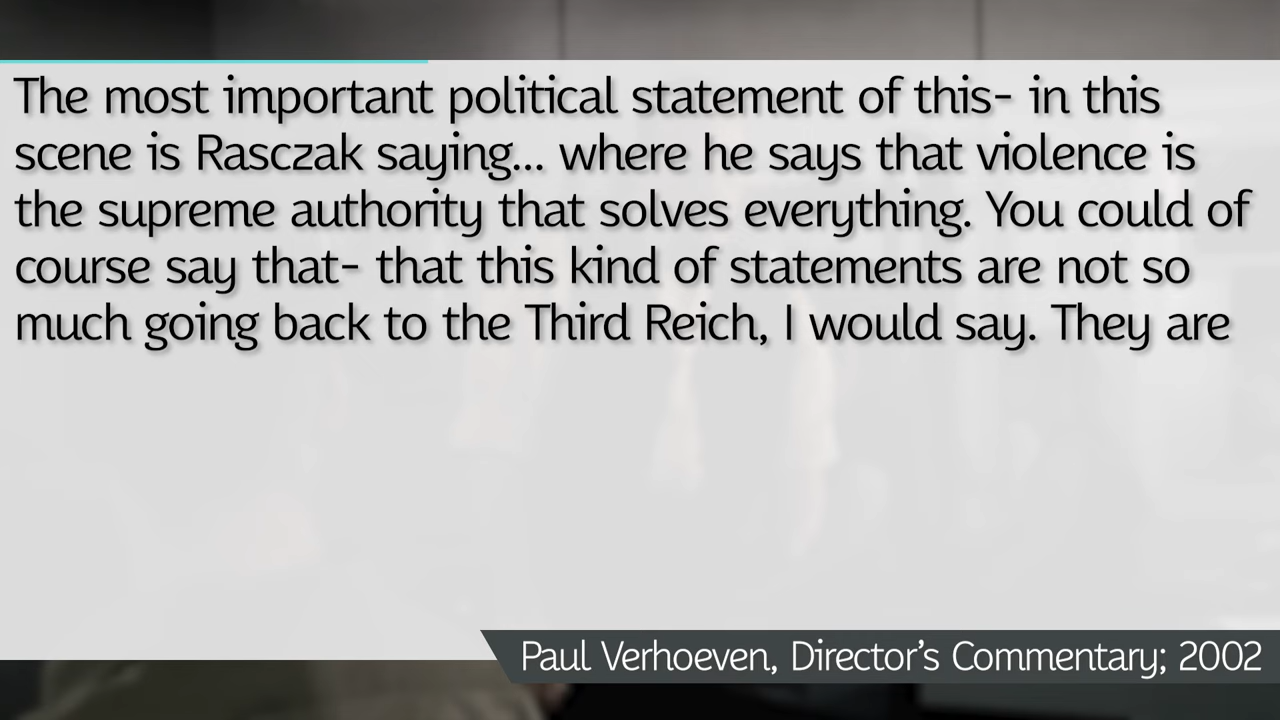 The most important political statement of this- in this
scene is Rasczak saying... where he says that violence is
the supreme authority that solves everything. You could of
course say that- that this kind of statements are not so
much going back to the Third Reich, I would say. They are
Paul Verhoeven, Director's Commentary; 2002